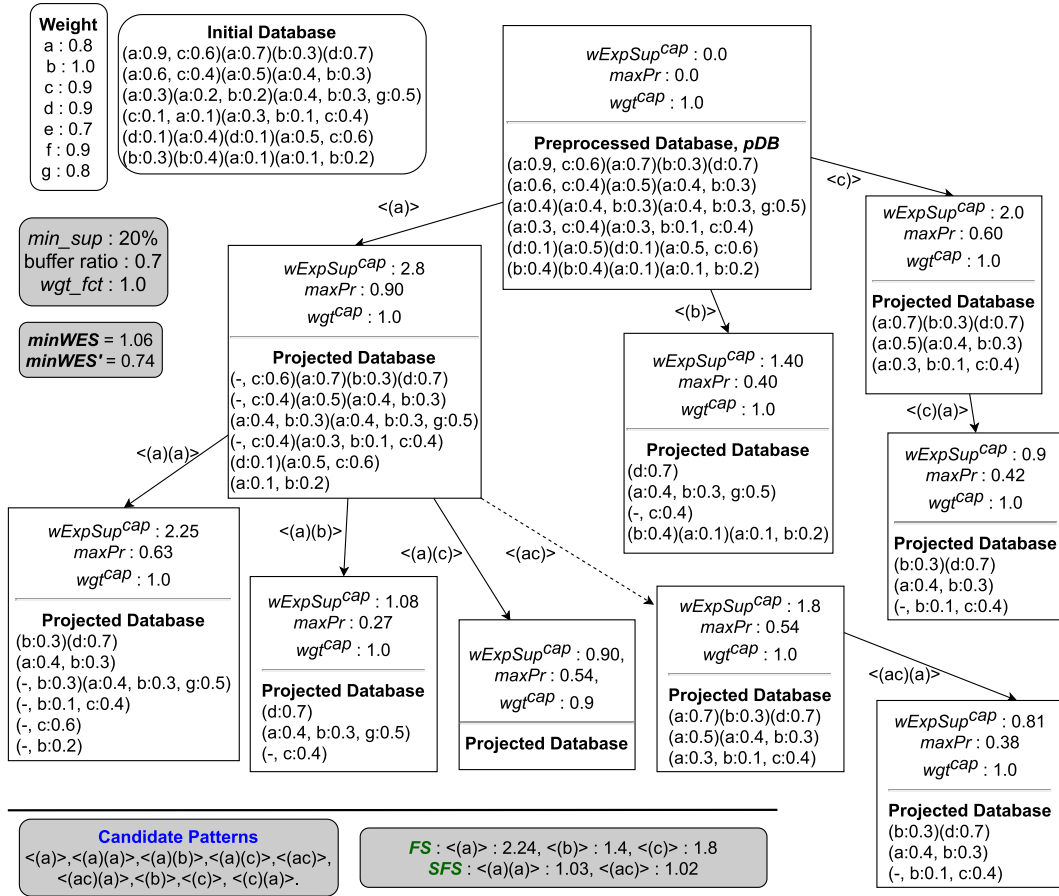 Weight
a : 0.8
b : 1.0
c : 0.9
d : 0.9
e : 0.7
f : 0.9
g : 0.8
Initial Database
(a:0.9, c:0.6)(a:0.7)(b:0.3)(d:0.7)
(a:0.6, c:0.4)(a:0.5)(a:0.4, b:0.3)
(a:0.3)(a:0.2, b:0.2)(a:0.4, b:0.3, g:0.5)
(c:0.1, a:0.1)(a:0.3, b:0.1, c:0.4)
(d:0.1)(a:0.4)(d:0.1)(a:0.5, c:0.6)
(b:0.3)(b:0.4)(a:0.1)(a:0.1, b:0.2)
min_sup : 20%
buffer ratio : 0.7
wgt_fct : 1.0
minWES = 1.06
minWES' = 0.74
wExpSup^cap : 0.0
maxPr : 0.0
wgt^cap : 1.0
Preprocessed Database, pDB
(a:0.9, c:0.6)(a:0.7)(b:0.3)(d:0.7)
(a:0.6, c:0.4)(a:0.5)(a:0.4, b:0.3)
(a:0.4)(a:0.4, b:0.3)(a:0.4, b:0.3, g:0.5)
(a:0.3, c:0.4)(a:0.3, b:0.1, c:0.4)
(d:0.1)(a:0.5)(d:0.1)(a:0.5, c:0.6)
(b:0.4)(b:0.4)(a:0.1)(a:0.1, b:0.2)
<(a)>
<(b)>
<(c)>
wExpSup^cap : 2.8
maxPr : 0.90
wgt^cap : 1.0
Projected Database
(-, c:0.6)(a:0.7)(b:0.3)(d:0.7)
(-, c:0.4)(a:0.5)(a:0.4, b:0.3)
(a:0.4, b:0.3)(a:0.4, b:0.3, g:0.5)
(-, c:0.4)(a:0.3, b:0.1, c:0.4)
(d:0.1)(a:0.5, c:0.6)
(a:0.1, b:0.2)
wExpSup^cap : 1.40
maxPr : 0.40
wgt^cap : 1.0
Projected Database
(d:0.7)
(a:0.4, b:0.3, g:0.5)
(-, c:0.4)
(b:0.4)(a:0.1)(a:0.1, b:0.2)
wExpSup^cap : 2.0
maxPr : 0.60
wgt^cap : 1.0
Projected Database
(a:0.7)(b:0.3)(d:0.7)
(a:0.5)(a:0.4, b:0.3)
(a:0.3, b:0.1, c:0.4)
<(c)(a)>
wExpSup^cap : 0.9
maxPr : 0.42
wgt^cap : 1.0
Projected Database
(b:0.3)(d:0.7)
(a:0.4, b:0.3)
(-, b:0.1, c:0.4)
<(a)(a)>
<(a)(b)>
<(a)(c)>
<(ac)>
wExpSup^cap : 2.25
maxPr : 0.63
wgt^cap : 1.0
Projected Database
(b:0.3)(d:0.7)
(a:0.4, b:0.3)
(-, b:0.3)(a:0.4, b:0.3, g:0.5)
(-, b:0.1, c:0.4)
(-, c:0.6)
(-, b:0.2)
wExpSup^cap : 1.08
maxPr : 0.27
wgt^cap : 1.0
Projected Database
(d:0.7)
(a:0.4, b:0.3, g:0.5)
(-, c:0.4)
wExpSup^cap : 0.90,
maxPr : 0.54,
wgt^cap : 0.9
Projected Database
wExpSup^cap : 1.8
maxPr : 0.54
wgt^cap : 1.0
Projected Database
(a:0.7)(b:0.3)(d:0.7)
(a:0.5)(a:0.4, b:0.3)
(a:0.3, b:0.1, c:0.4)
<(ac)(a)>
wExpSup^cap : 0.81
maxPr : 0.38
wgt^cap : 1.0
Projected Database
(b:0.3)(d:0.7)
(a:0.4, b:0.3)
(-, b:0.1, c:0.4)
Candidate Patterns
<(a)>,<(a)(a)>,<(a)(b)>,<(a)(c)>,<(ac)>,
<(ac)(a)>,<(b)>,<(c)>, <(c)(a)>.
FS : <(a)> : 2.24, <(b)> : 1.4, <(c)> : 1.8
SFS : <(a)(a)> : 1.03, <(ac)> : 1.02